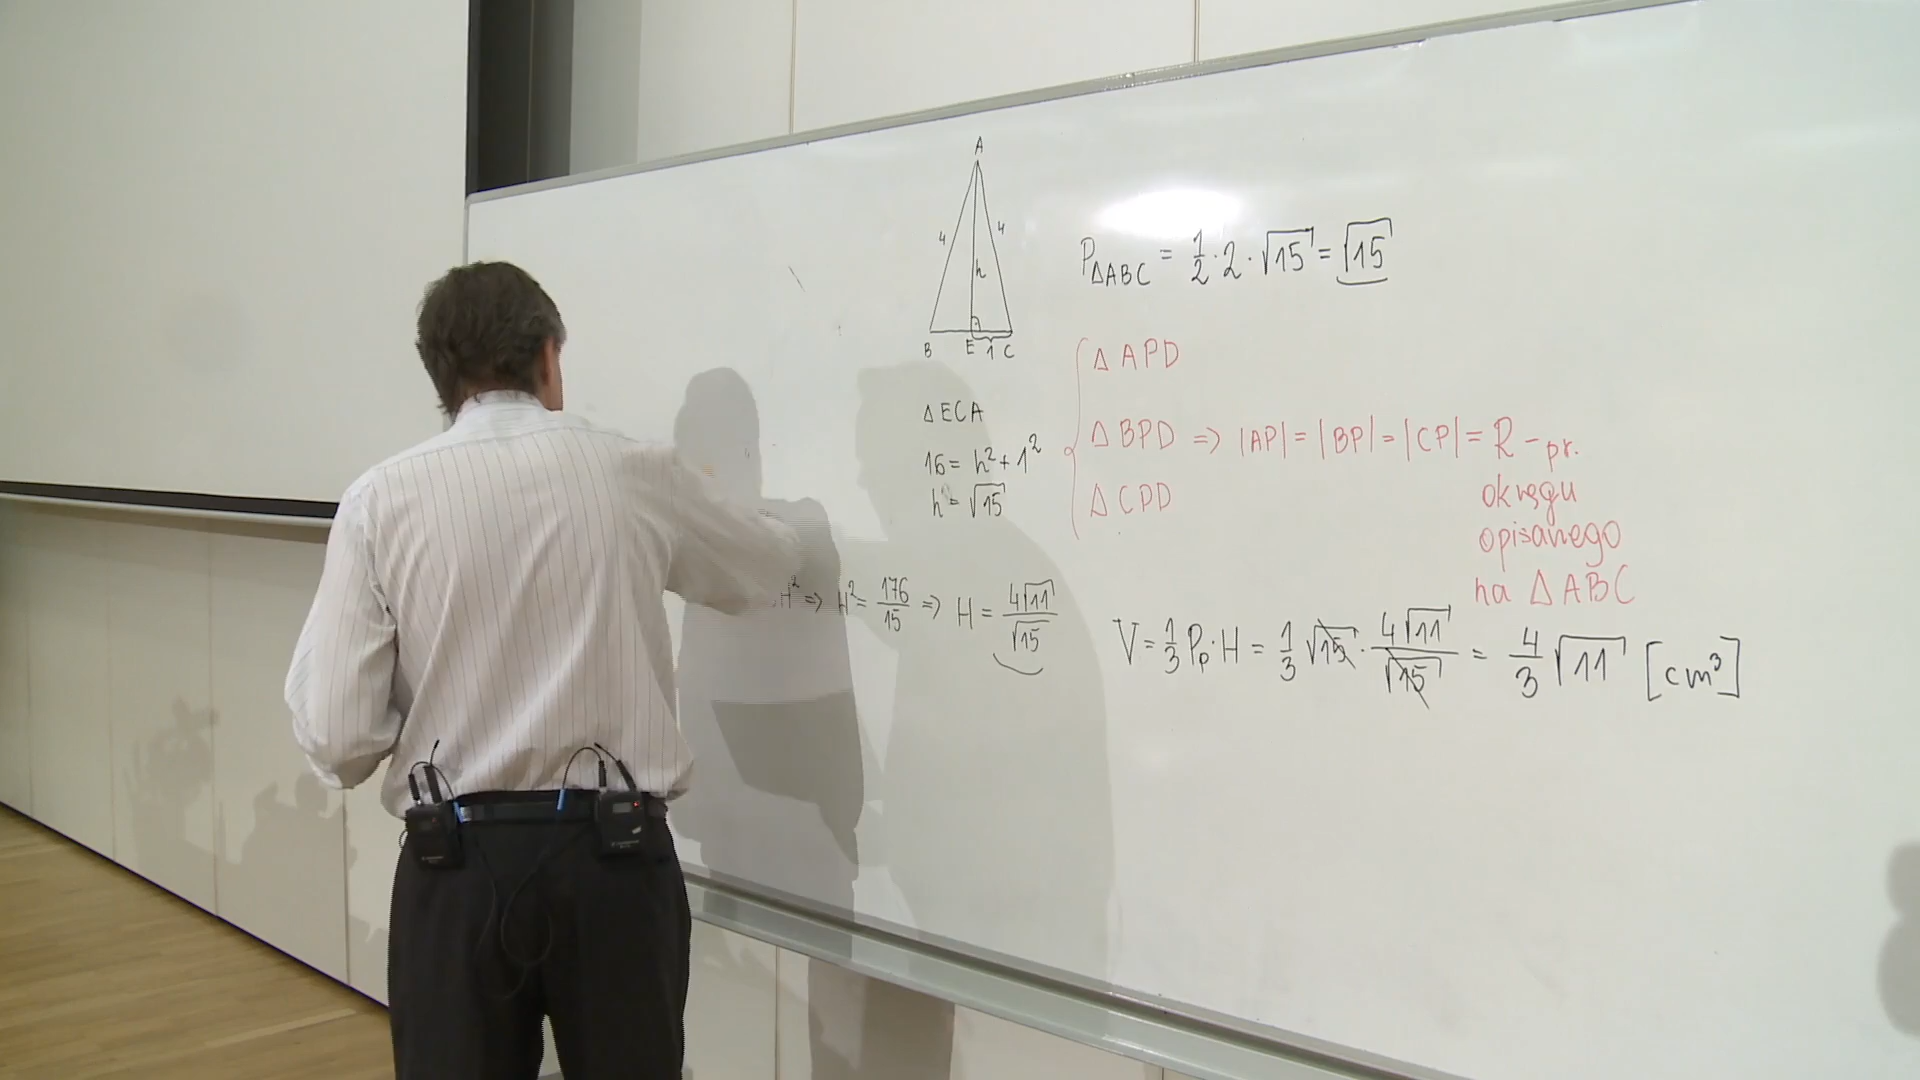 A
4 4
h
B E 1 C
P△ABC = 1/2 · 2 · √15 = √15
△ APD
△ BPD ⇒ |AP| = |BP| = |CP| = R - pr.
△ CPD
okręgu
opisanego
na △ ABC
△ ECA
16 = h² + 1²
h = √15
H² ⇒ H² = 176/15 ⇒ H = 4√11/√15
V = 1/3 Pp · H = 1/3 √15 · 4√11/√15 = 4/3 √11 [cm³]